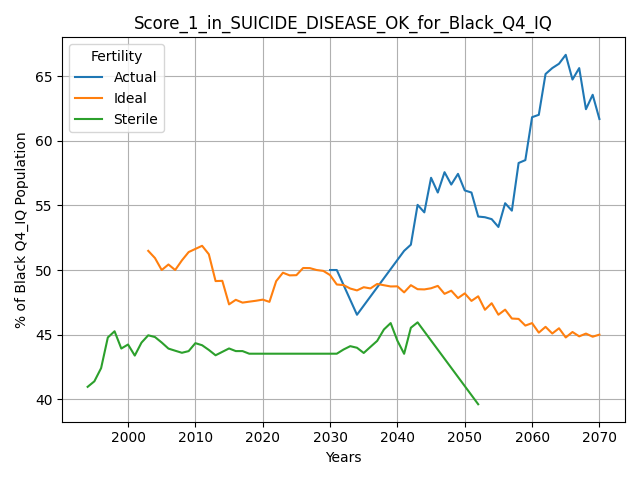 Score_1_in_SUICIDE_DISEASE_OK_for_Black_Q4_IQ
Fertility
Actual
Ideal
Sterile
% of Black Q4_IQ Population
65
60
55
50
45
40
2000 2010 2020 2030 2040 2050 2060 2070
Years